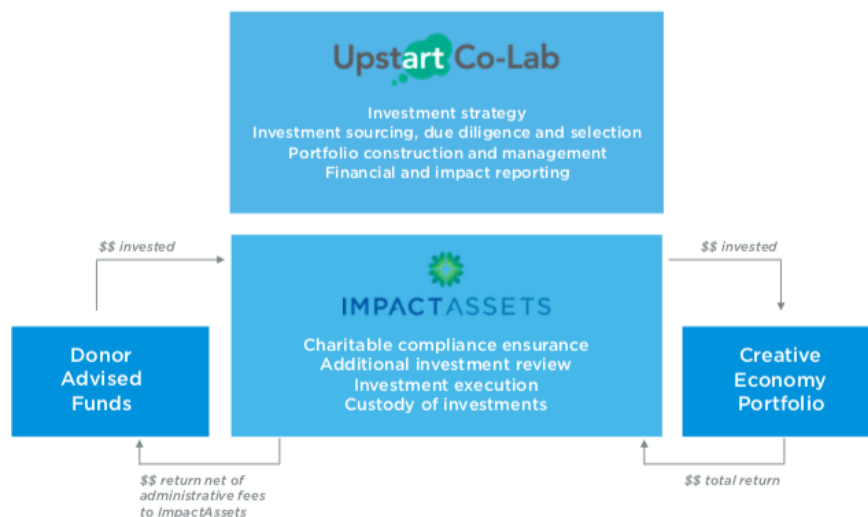 Upstart Co-Lab
Investment strategy
Investment sourcing, due diligence and selection
Portfolio construction and management
Financial and impact reporting
$$ invested
$$ invested
IMPACTASSETS
Charitable compliance ensurance
Additional investment review
Investment execution
Custody of investments
Donor
Advised
Funds
Creative
Economy
Portfolio
$$ return net of
administrative fees
to ImpactAssets
$$ total return